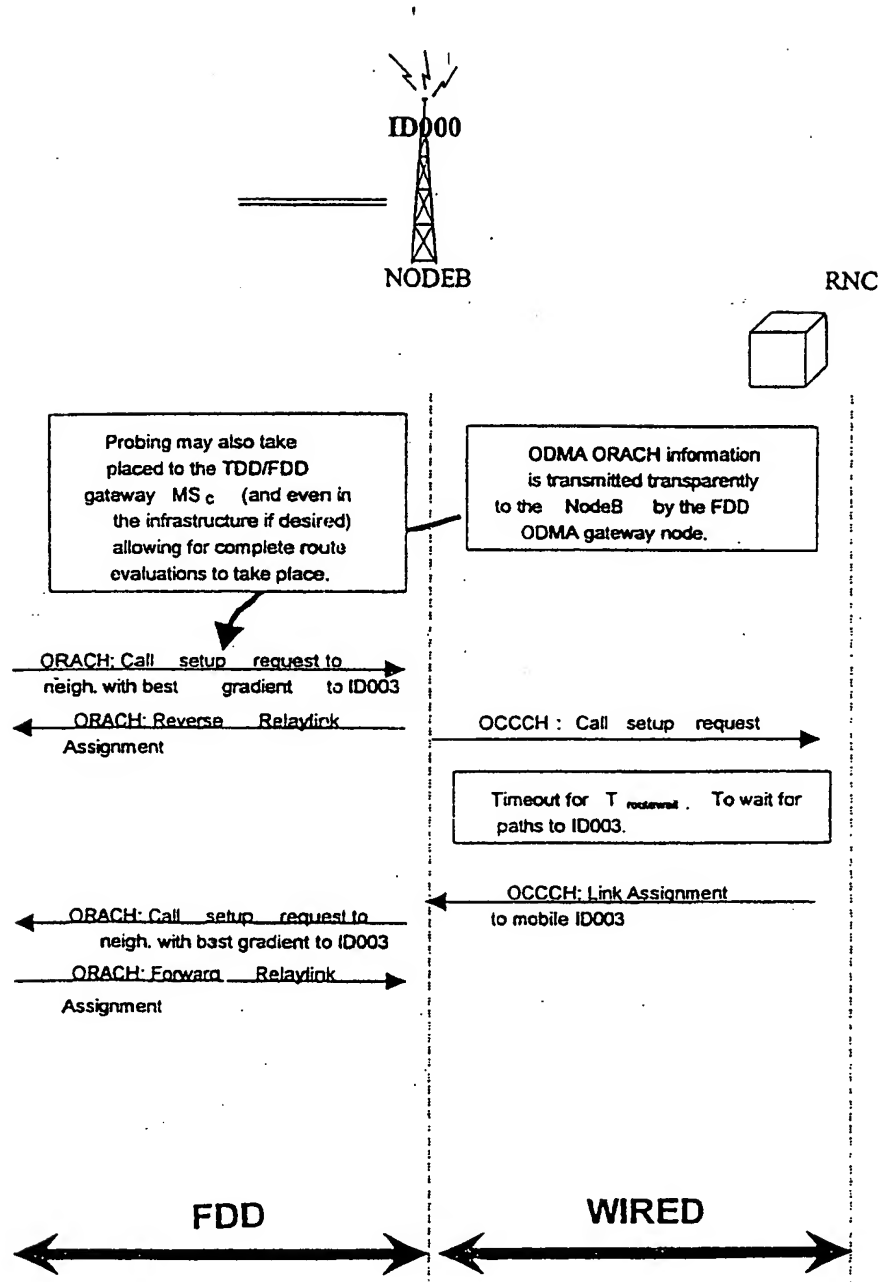 ID000
NODEB
RNC
Probing may also take
placed to the TDD/FDD
gateway MS c (and even in
the infrastructure if desired)
allowing for complete route
evaluations to take place.
ODMA ORACH information
is transmitted transparently
to the NodeB by the FDD
ODMA gateway node.
ORACH: Call setup request to
neigh. with best gradient to ID003
ORACH: Reverse Relaylink
Assignment
OCCCH : Call setup request
Timeout for T routewait . To wait for
paths to ID003.
OCCCH: Link Assignment
to mobile ID003
ORACH: Call setup request to
neigh. with best gradient to ID003
ORACH: Forward Relaylink
Assignment
FDD
WIRED